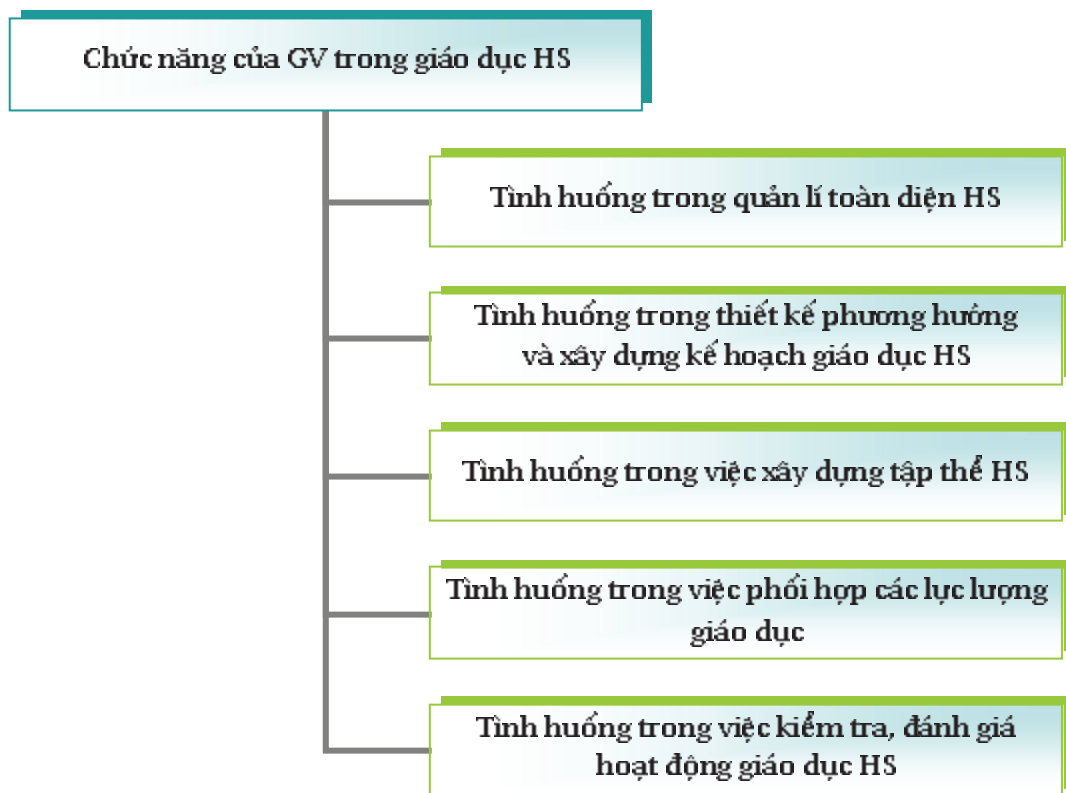 Chức năng của GV trong giáo dục HS
Tình huống trong quản lí toàn diện HS
Tình huống trong thiết kế phương hướng
và xây dựng kế hoạch giáo dục HS
Tình huống trong việc xây dựng tập thể HS
Tình huống trong việc phối hợp các lực lượng
giáo dục
Tình huống trong việc kiểm tra, đánh giá
hoạt động giáo dục HS